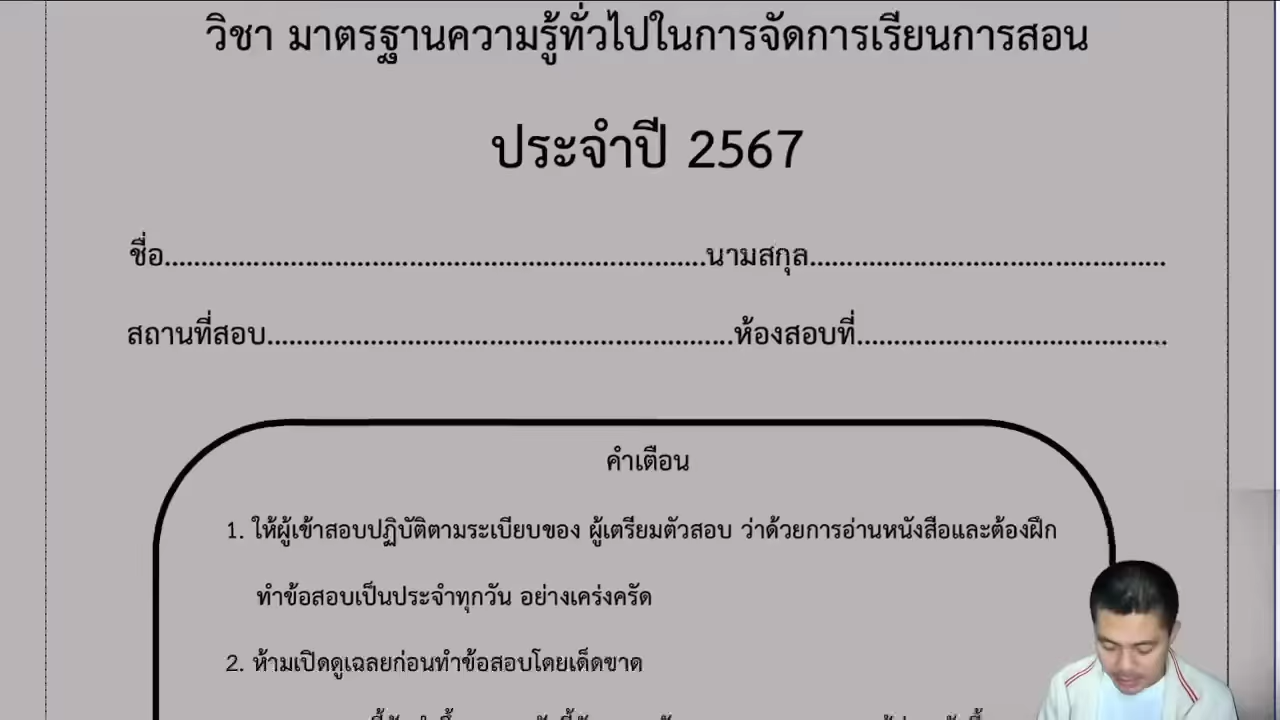 วิชา มาตรฐานความรู้ทั่วไปในการจัดการเรียนการสอน
ประจำปี 2567
ชื่อ..........................................................................นามสกุล................................................
สถานที่สอบ...............................................................ห้องสอบที่..........................................
คำเตือน
1. ให้ผู้เข้าสอบปฏิบัติตามระเบียบของ ผู้เตรียมตัวสอบ ว่าด้วยการอ่านหนังสือและต้องฝึก
ทำข้อสอบเป็นประจำทุกวัน อย่างเคร่งครัด
2. ห้ามเปิดดูเฉลยก่อนทำข้อสอบโดยเด็ดขาด